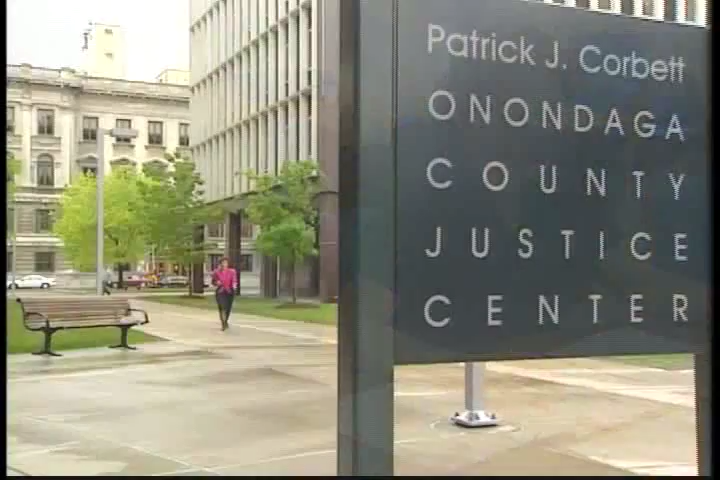 Patrick J. Corbett
ONONDAGA
COUNTY
JUSTICE
CENTER